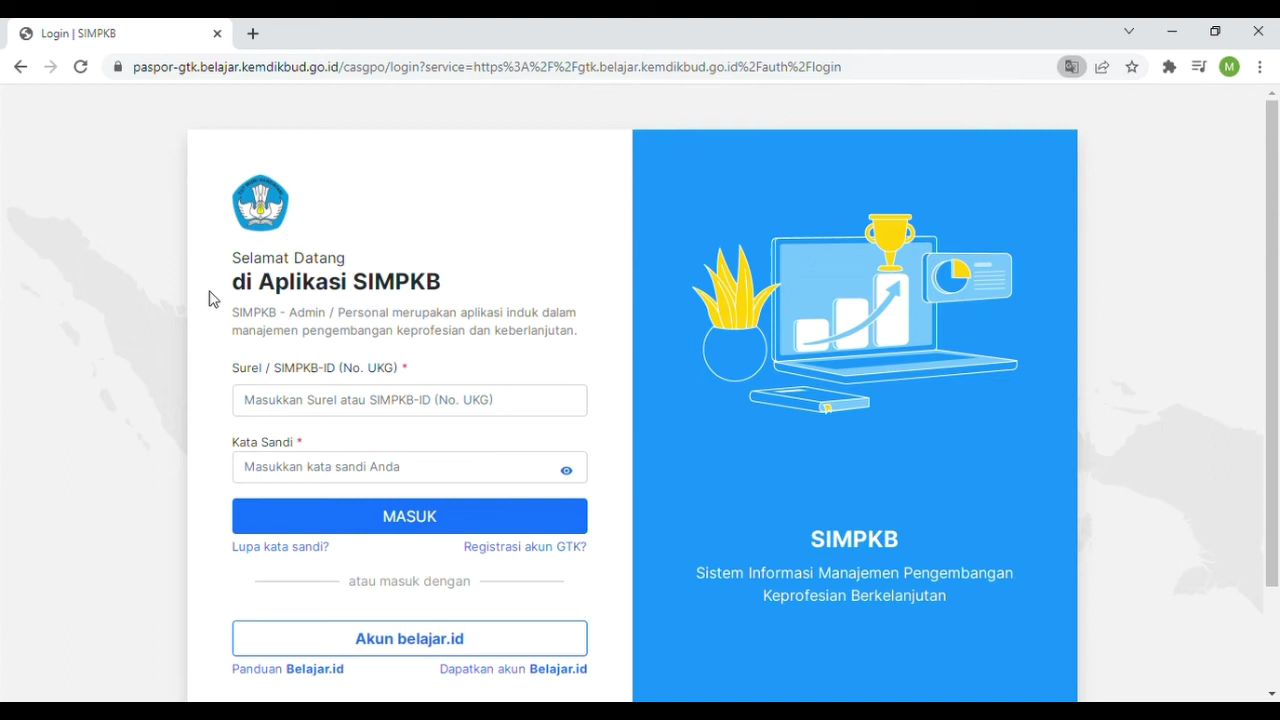 Login | SIMPKB
paspor-gtk.belajar.kemdikbud.go.id/casgpo/login?service=https%3A%2F%2Fgtk.belajar.kemdikbud.go.id%2Fauth%2Flogin
M
Selamat Datang
di Aplikasi SIMPKB
SIMPKB - Admin / Personal merupakan aplikasi induk dalam
manajemen pengembangan keprofesian dan keberlanjutan.
Surel / SIMPKB-ID (No. UKG) *
Masukkan Surel atau SIMPKB-ID (No. UKG)
Kata Sandi *
Masukkan kata sandi Anda
MASUK
Lupa kata sandi? Registrasi akun GTK?
atau masuk dengan
Akun belajar.id
Panduan Belajar.id Dapatkan akun Belajar.id
SIMPKB
Sistem Informasi Manajemen Pengembangan
Keprofesian Berkelanjutan